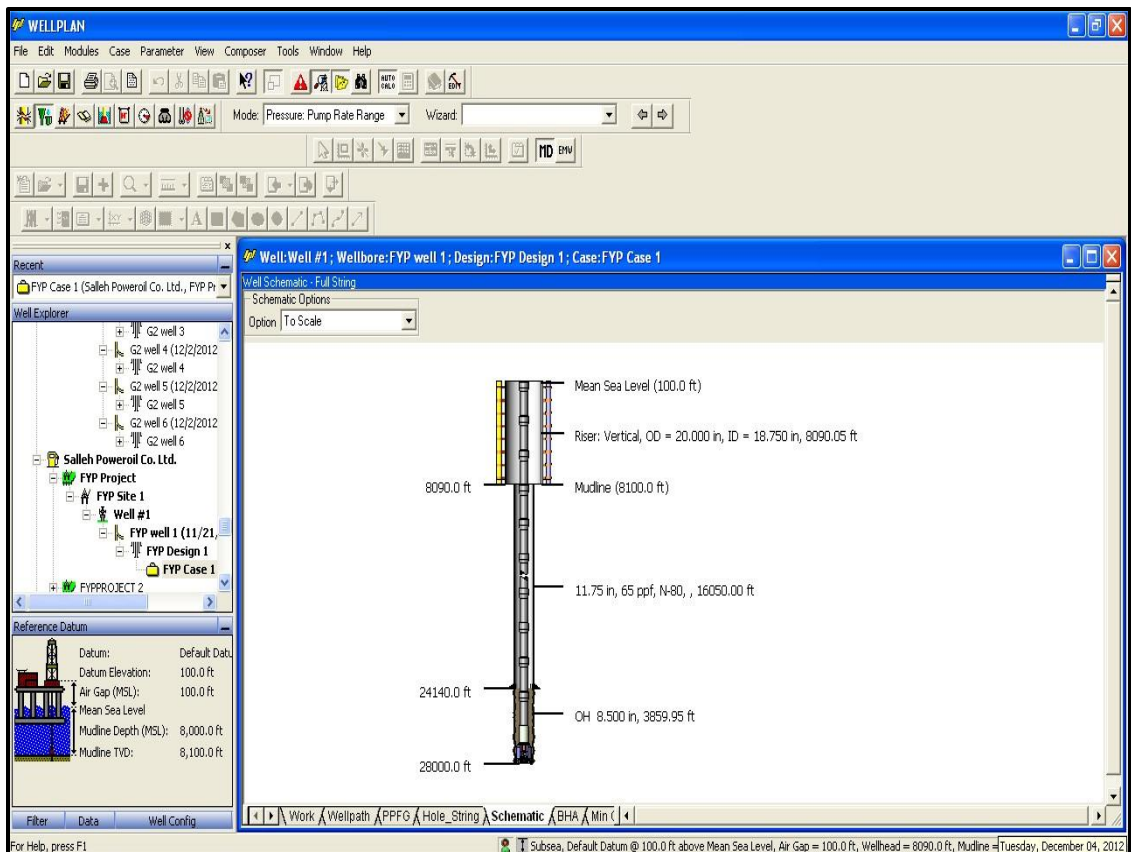 WELLPLAN
File Edit Modules Case Parameter View Composer Tools Window Help
AUTO CALC
EDIT
Mode: Pressure: Pump Rate Range Wizard:
MD EMW
Recent
FYP Case 1 (Salleh Poweroil Co. Ltd., FYP Pr
Well Explorer
G2 well 3
G2 well 4 (12/2/2012
G2 well 4
G2 well 5 (12/2/2012
G2 well 5
G2 well 6 (12/2/2012
G2 well 6
Salleh Poweroil Co. Ltd.
FYP Project
FYP Site 1
Well #1
FYP well 1 (11/21,
FYP Design 1
FYP Case 1
FYPPROJECT 2
Reference Datum
Datum: Default Datu
Datum Elevation: 100.0 ft
Air Gap (MSL): 100.0 ft
Mean Sea Level
Mudline Depth (MSL): 8,000.0 ft
Mudline TVD: 8,100.0 ft
Filter Data Well Config
Well:Well #1; Wellbore:FYP well 1; Design:FYP Design 1; Case:FYP Case 1
Well Schematic - Full String
Schematic Options
Option To Scale
Mean Sea Level (100.0 ft)
Riser: Vertical, OD = 20.000 in, ID = 18.750 in, 8090.05 ft
8090.0 ft Mudline (8100.0 ft)
11.75 in, 65 ppf, N-80, , 16050.00 ft
24140.0 ft
OH 8.500 in, 3859.95 ft
28000.0 ft
Work Wellpath PPFG Hole_String Schematic BHA Min (
For Help, press F1 Subsea, Default Datum @ 100.0 ft above Mean Sea Level, Air Gap = 100.0 ft, Wellhead = 8090.0 ft, Mudline = Tuesday, December 04, 2012